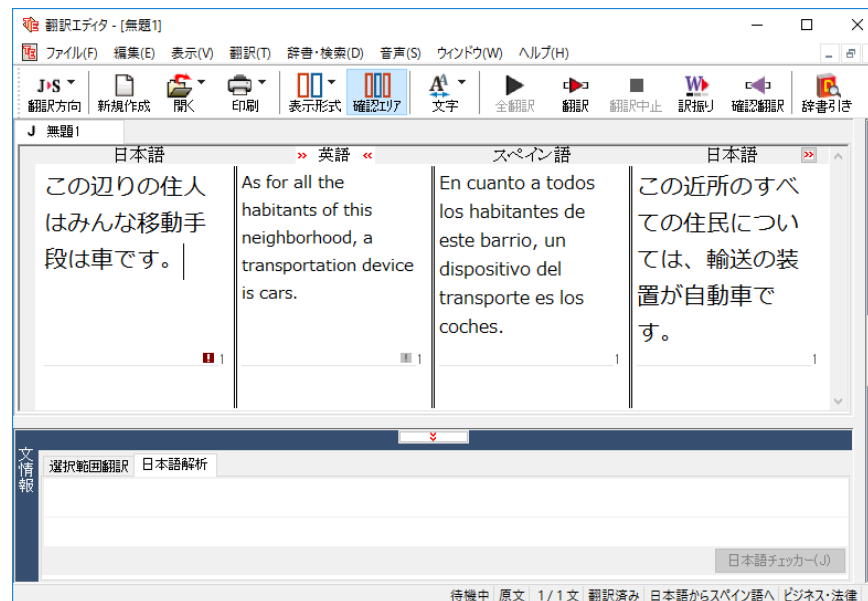 翻訳エディタ - [無題1]
ファイル(F) 編集(E) 表示(V) 翻訳(T) 辞書・検索(D) 音声(S) ウィンドウ(W) ヘルプ(H)
J▸S
翻訳方向 新規作成 開く 印刷 表示形式 確認エリア 文字 全翻訳 翻訳 翻訳中止 訳振り 確認翻訳 辞書引き
J 無題1
日本語 » 英語 « スペイン語 日本語 »
この辺りの住人
はみんな移動手
段は車です。
1
As for all the
habitants of this
neighborhood, a
transportation device
is cars.
1
En cuanto a todos
los habitantes de
este barrio, un
dispositivo del
transporte es los
coches.
1
この近所のすべ
ての住民につい
ては、輸送の装
置が自動車で
す。
1
文情報
選択範囲翻訳 日本語解析
日本語チェッカー(J)
待機中 原文 1/1文 翻訳済み 日本語からスペイン語へ ビジネス・法律